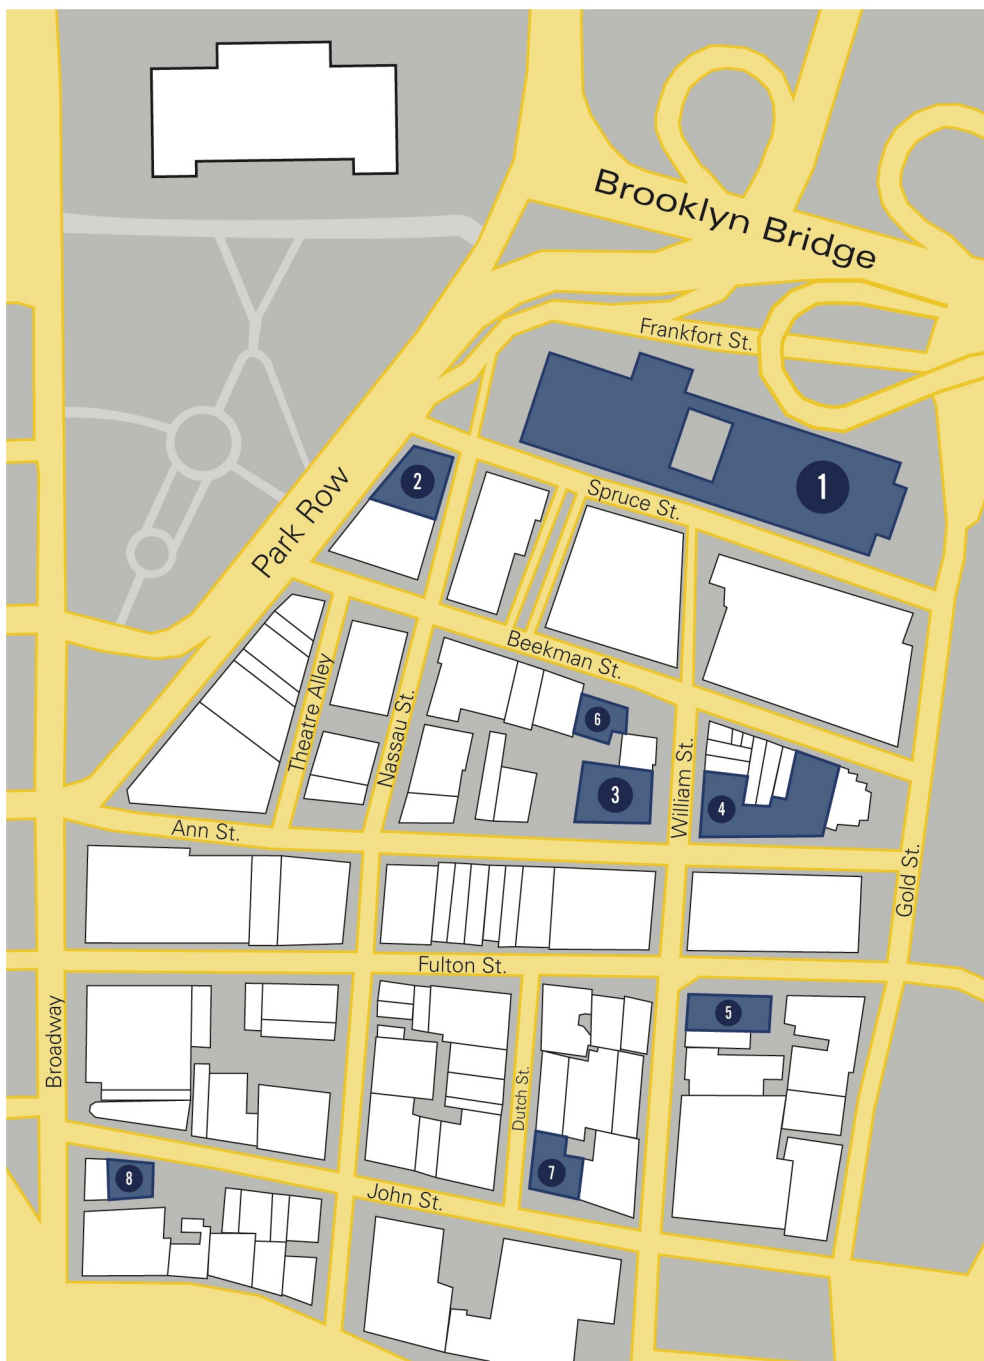 Brooklyn Bridge
Frankfort St.
1
2
Spruce St.
Park Row
Beekman St.
Theatre Alley
Nassau St.
6
3
William St.
4
Ann St.
Gold St.
Fulton St.
Broadway
5
Dutch St.
7
8
John St.